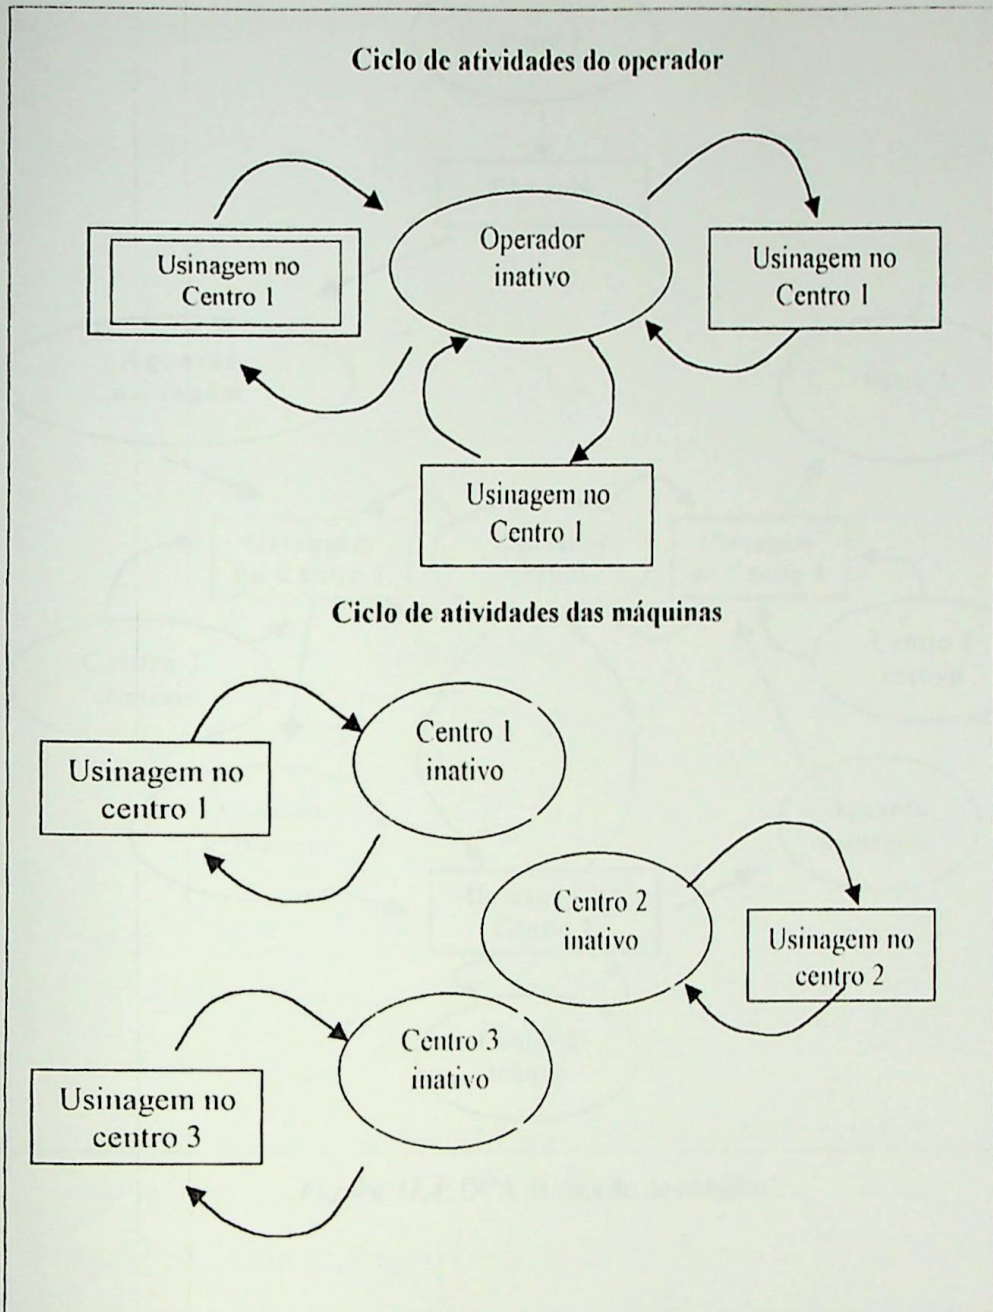 Ciclo de atividades do operador
Operador
inativo
Usinagem no
Centro 1
Usinagem no
Centro 1
Usinagem no
Centro 1
Ciclo de atividades das máquinas
Centro 1
inativo
Usinagem no
centro 1
Centro 2
inativo
Usinagem no
centro 2
Centro 3
inativo
Usinagem no
centro 3